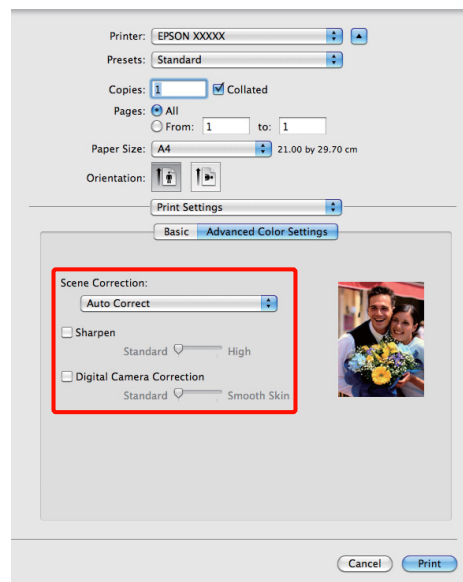 Printer: EPSON XXXXX
Presets: Standard
Copies: 1 Collated
Pages: All
From: 1 to: 1
Paper Size: A4 21.00 by 29.70 cm
Orientation:
Print Settings
Basic Advanced Color Settings
Scene Correction:
Auto Correct
Sharpen
Standard High
Digital Camera Correction
Standard Smooth Skin
Cancel Print